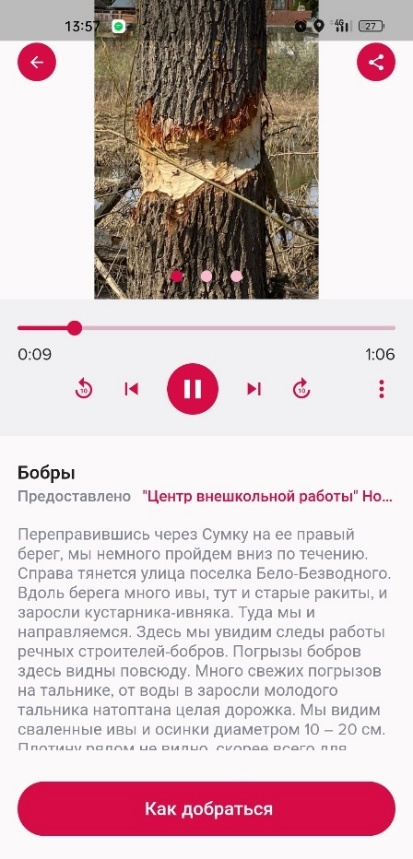 13:57
4G
27
0:09
1:06
10
10
Бобры
Предоставлено "Центр внешкольной работы" Но...
Переправившись через Сумку на ее правый
берег, мы немного пройдем вниз по течению.
Справа тянется улица поселка Бело-Безводного.
Вдоль берега много ивы, тут и старые ракиты, и
заросли кустарника-ивняка. Туда мы и
направляемся. Здесь мы увидим следы работы
речных строителей-бобров. Погрызы бобров
здесь видны повсюду. Много свежих погрызов
на тальнике, от воды в заросли молодого
тальника натоптана целая дорожка. Мы видим
сваленные ивы и осинки диаметром 10 – 20 см.
Плотину рядом не видно, скорее всего для
Как добраться